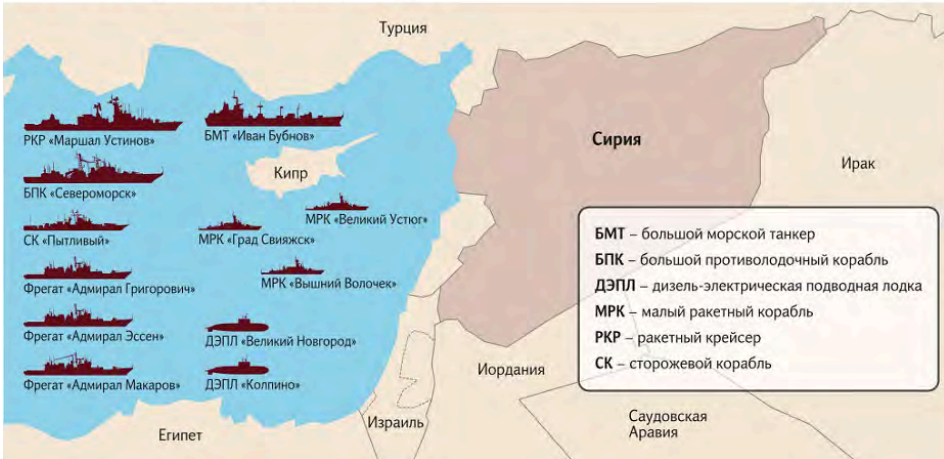 Турция
РКР «Маршал Устинов»
БМТ «Иван Бубнов»
Сирия
Кипр
Ирак
БПК «Североморск»
МРК «Великий Устюг»
СК «Пытливый»
МРК «Град Свияжск»
Фрегат «Адмирал Григорович»
МРК «Вышний Волочек»
Фрегат «Адмирал Эссен»
ДЭПЛ «Великий Новгород»
Фрегат «Адмирал Макаров»
ДЭПЛ «Колпино»
Иордания
Израиль
Египет
Саудовская
Аравия
БМТ – большой морской танкер
БПК – большой противолодочный корабль
ДЭПЛ – дизель-электрическая подводная лодка
МРК – малый ракетный корабль
РКР – ракетный крейсер
СК – сторожевой корабль